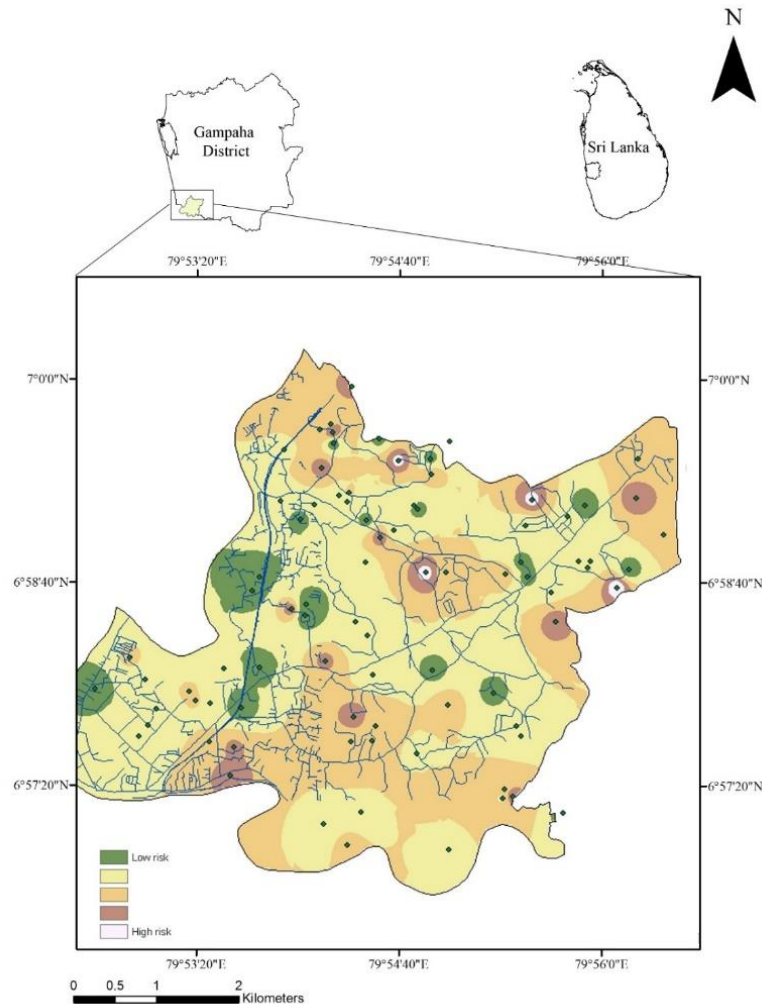 N
Gampaha
District
Sri Lanka
79°53'20"E
79°54'40"E
79°56'0"E
7°0'0"N
7°0'0"N
6°58'40"N
6°58'40"N
6°57'20"N
6°57'20"N
Low risk
High risk
79°53'20"E
79°54'40"E
79°56'0"E
0 0.5 1 2
Kilometers